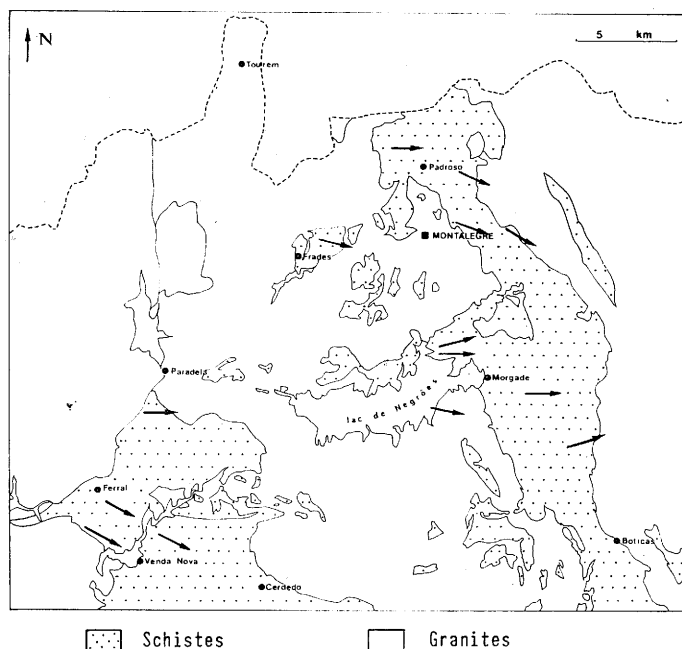 N
5 km
Tourem
Padroso
MONTALEGRE
Frades
Paradela
Morgade
lac de Negrões
Ferral
Venda Nova
Boticas
Cerdedo
Schistes
Granites